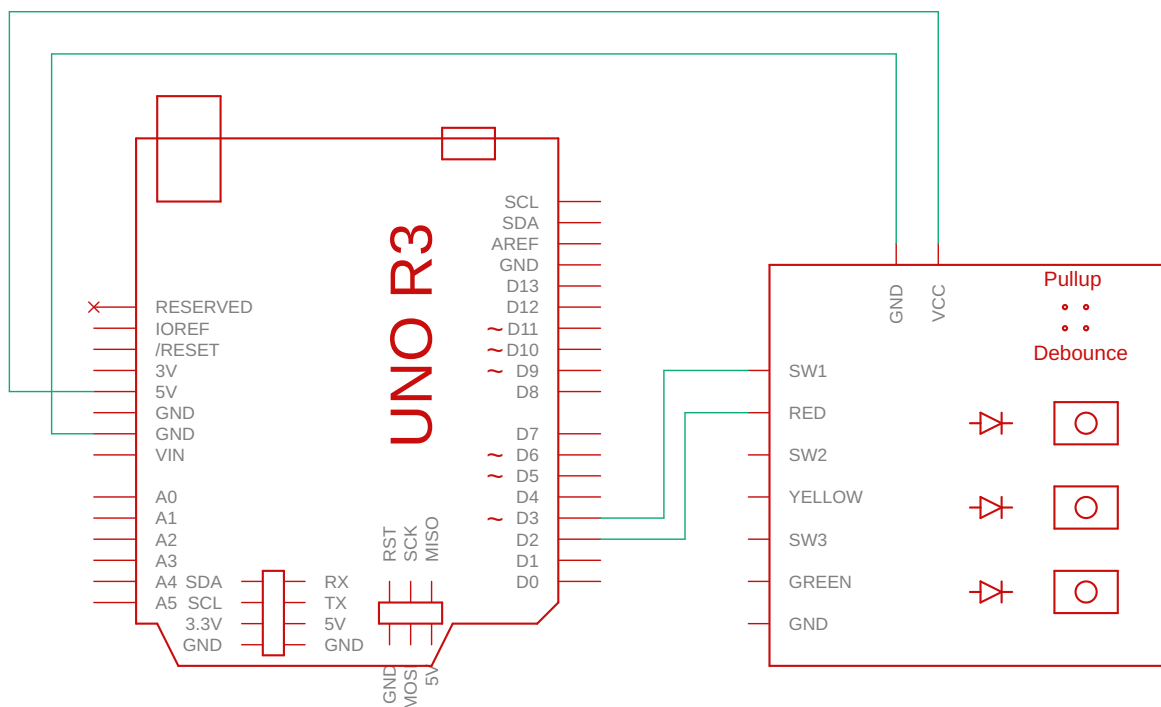 UNO R3
RESERVED
IOREF
/RESET
3V
5V
GND
GND
VIN
A0
A1
A2
A3
A4
A5
SDA
SCL
3.3V
GND
RX
TX
5V
GND
RST
SCK
MISO
GND
MOS
5V
SCL
SDA
AREF
GND
D13
D12
~ D11
~ D10
~ D9
D8
D7
~ D6
~ D5
D4
~ D3
D2
D1
D0
GND
VCC
Pullup
Debounce
SW1
RED
SW2
YELLOW
SW3
GREEN
GND